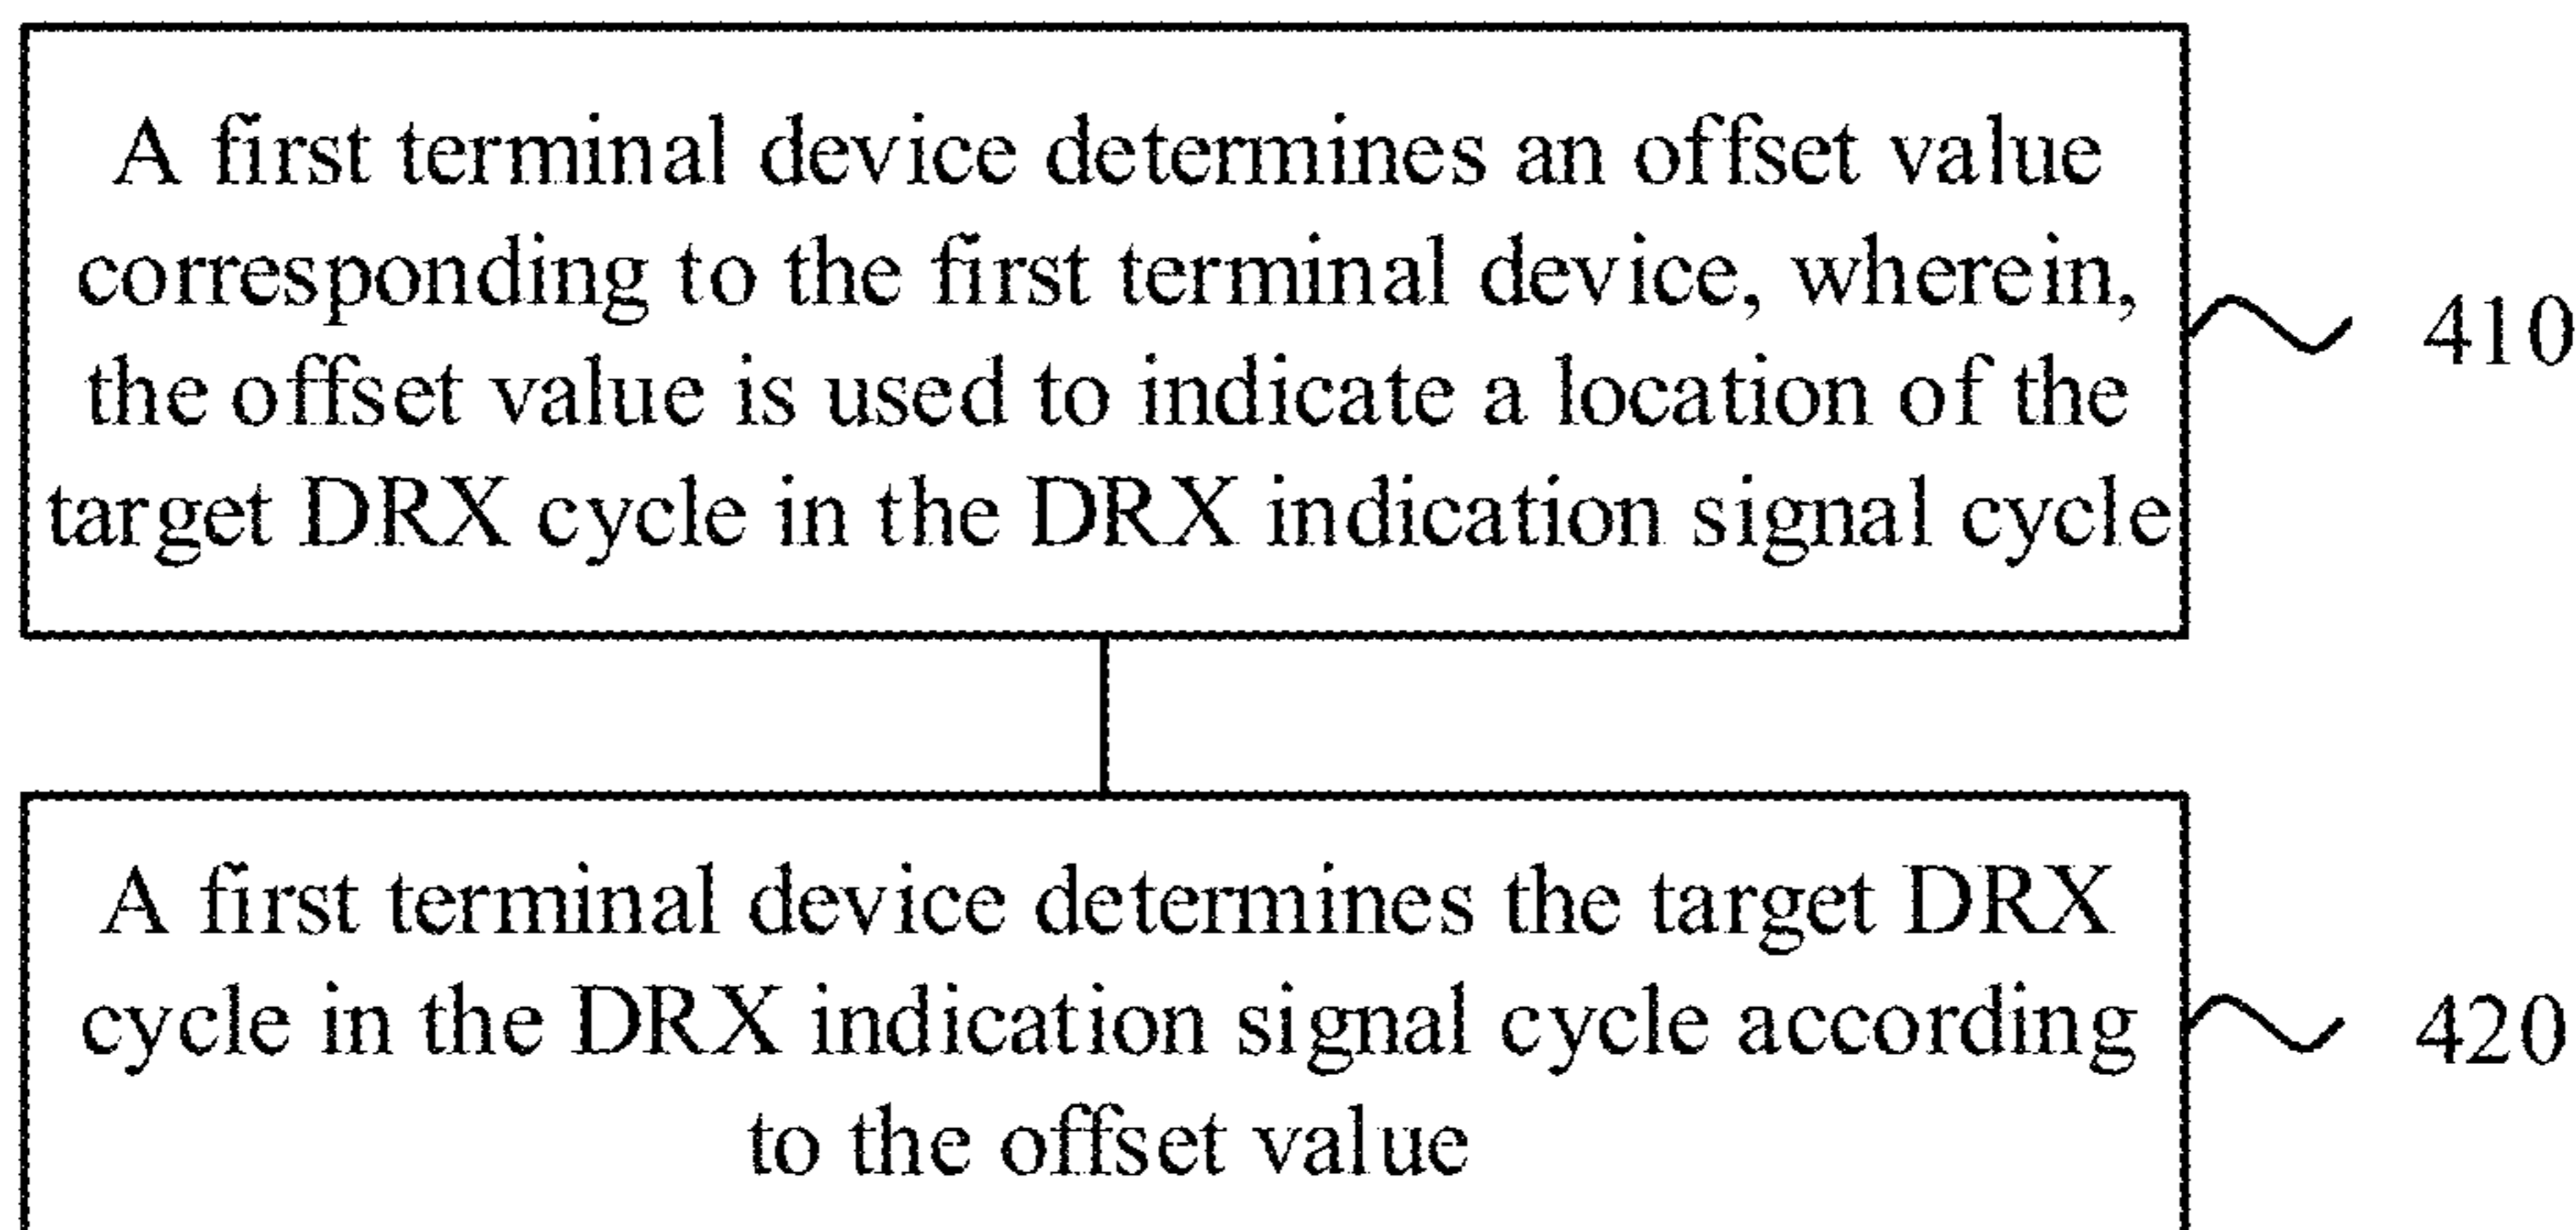 A first terminal device determines an offset value
corresponding to the first terminal device, wherein,
the offset value is used to indicate a location of the
target DRX cycle in the DRX indication signal cycle
410
A first terminal device determines the target DRX
cycle in the DRX indication signal cycle according
to the offset value
420